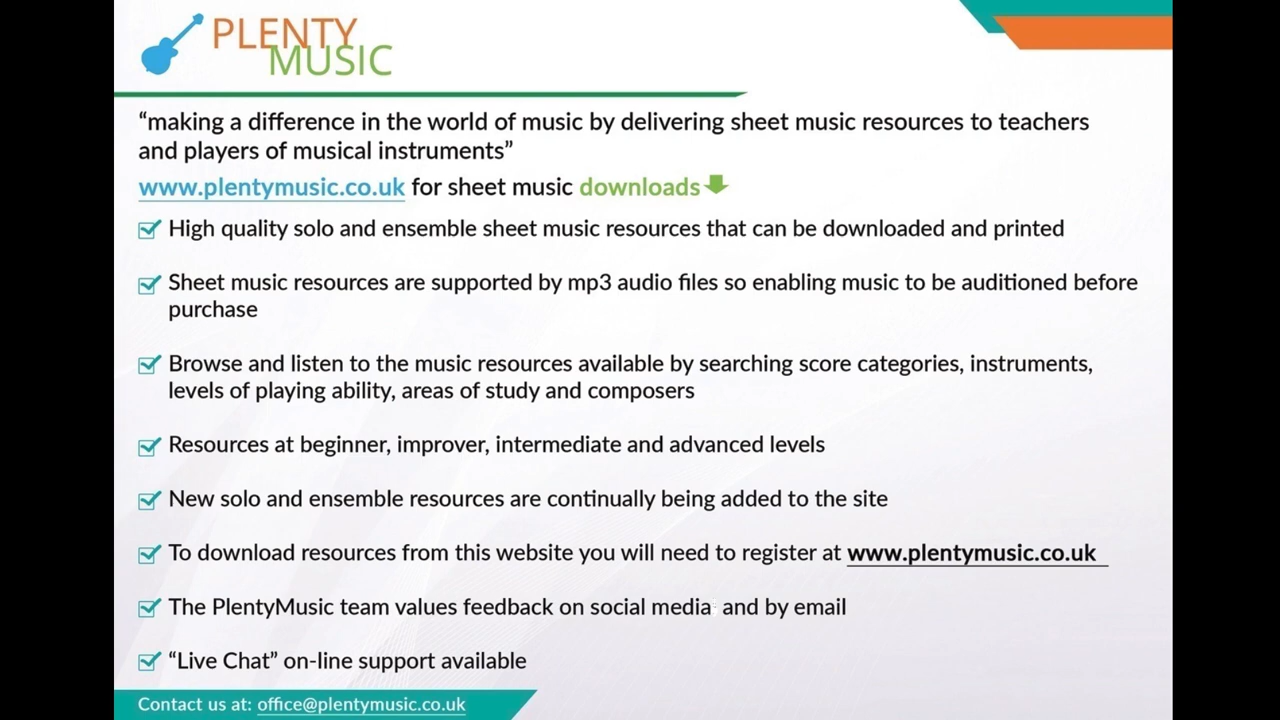 PLENTY
MUSIC
“making a difference in the world of music by delivering sheet music resources to teachers
and players of musical instruments”
www.plentymusic.co.uk for sheet music downloads
High quality solo and ensemble sheet music resources that can be downloaded and printed
Sheet music resources are supported by mp3 audio files so enabling music to be auditioned before
purchase
Browse and listen to the music resources available by searching score categories, instruments,
levels of playing ability, areas of study and composers
Resources at beginner, improver, intermediate and advanced levels
New solo and ensemble resources are continually being added to the site
To download resources from this website you will need to register at www.plentymusic.co.uk
The PlentyMusic team values feedback on social media and by email
“Live Chat” on-line support available
Contact us at: office@plentymusic.co.uk